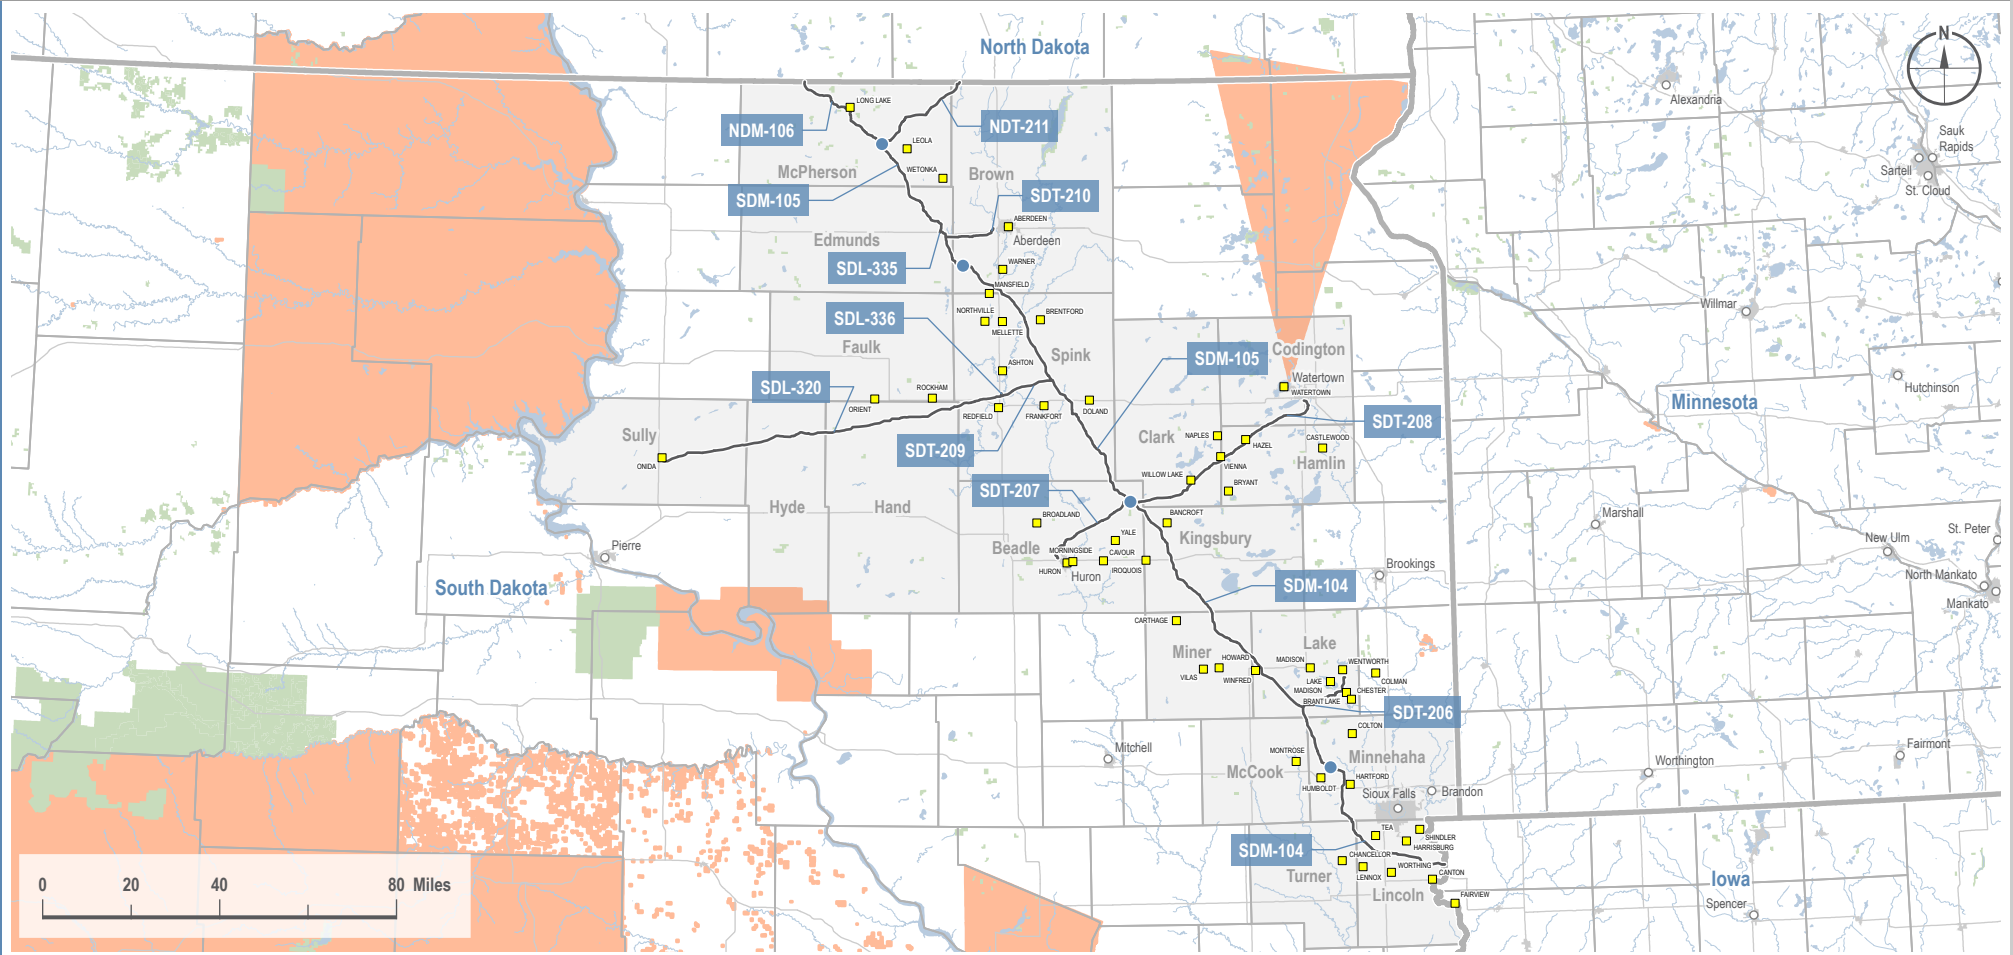 North Dakota
N
LONG LAKE
NDM-106
NDT-211
Alexandria
LEOLA
Sauk
Rapids
Sartell
St. Cloud
McPherson
WETONKA
Brown
SDM-105
SDT-210
ABERDEEN
Aberdeen
Edmunds
SDL-335
WARNER
MANSFIELD
Willmar
SDL-336
NORTHVILLE
MELLETTE
BRENTFORD
Faulk
Spink
SDM-105
Codington
ASHTON
Watertown
WATERTOWN
Hutchinson
SDL-320
ORIENT
ROCKHAM
REDFIELD
FRANKFORT
DOLAND
Minnesota
SDT-208
Sully
Clark
NAPLES
HAZEL
CASTLEWOOD
SDT-209
ONIDA
VIENNA
Hamlin
WILLOW LAKE
BRYANT
SDT-207
Hyde
Hand
BROADLAND
BANCROFT
Marshall
St. Peter
New Ulm
Pierre
Beadle
YALE
Kingsbury
MORNINGSIDE
CAVOUR
HURON
Huron
IROQUOIS
Brookings
North Mankato
Mankato
South Dakota
SDM-104
CARTHAGE
Miner
Lake
HOWARD
MADISON
WENTWORTH
VILAS
WINFRED
LAKE
MADISON
COLMAN
CHESTER
BRANT LAKE
SDT-206
COLTON
Mitchell
MONTROSE
Minnehaha
Fairmont
Worthington
McCook
HUMBOLDT
HARTFORD
Sioux Falls
Brandon
TEA
SHINDLER
HARRISBURG
SDM-104
CHANCELLOR
WORTHING
Turner
LENNOX
CANTON
Lincoln
FAIRVIEW
Iowa
Spencer
0 20 40 80 Miles